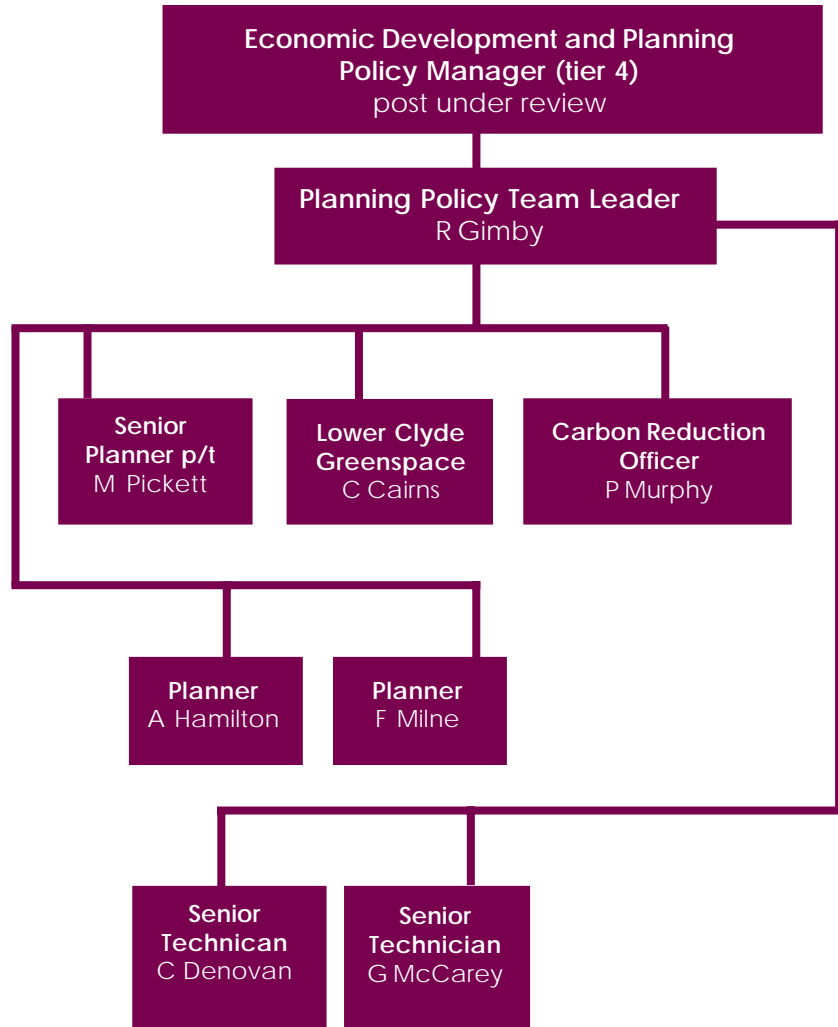 Economic Development and Planning
Policy Manager (tier 4)
post under review
Planning Policy Team Leader
R Gimby
Senior
Planner p/t
M Pickett
Lower Clyde
Greenspace
C Cairns
Carbon Reduction
Officer
P Murphy
Planner
A Hamilton
Planner
F Milne
Senior
Technican
C Denovan
Senior
Technician
G McCarey